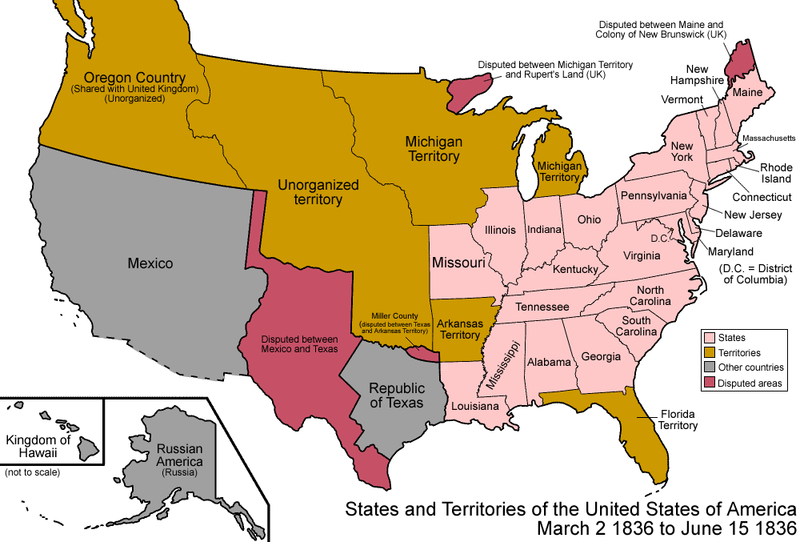 Disputed between Maine and
Colony of New Brunswick (UK)
Disputed between Michigan Territory
and Rupert's Land (UK)
Oregon Country
(Shared with United Kingdom)
(Unorganized)
New
Hampshire
Vermont
Maine
Michigan
Territory
Massachusetts
New
York
Michigan
Territory
Rhode
Island
Unorganized
territory
Pennsylvania
Connecticut
New Jersey
Illinois
Indiana
Ohio
D.C.
Delaware
Maryland
Mexico
Missouri
Kentucky
Virginia
(D.C. = District
of Columbia)
Tennessee
North
Carolina
Miller County
(disputed between Texas
and Arkansas Territory)
Arkansas
Territory
South
Carolina
Disputed between
Mexico and Texas
Mississippi
Alabama
Georgia
States
Territories
Other countries
Disputed areas
Republic
of Texas
Louisiana
Florida
Territory
Kingdom of
Hawaii
(not to scale)
Russian
America
(Russia)
States and Territories of the United States of America
March 2 1836 to June 15 1836